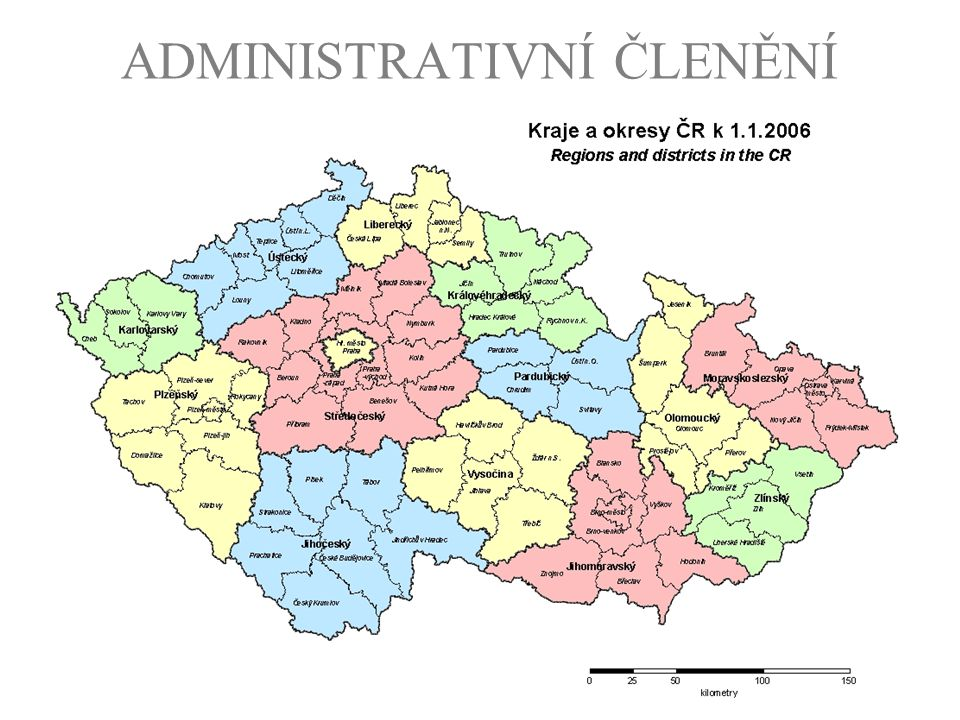 ADMINISTRATIVNÍ ČLENĚNÍ
Kraje a okresy ČR k 1.1.2006
Regions and districts in the CR
Děčín
Liberec
Jablonec
n.N.
Semily
Liberecký
Česká Lípa
Ústí n.L.
Teplice
Most
Ústecký
Litoměřice
Chomutov
Louny
Trutnov
Jičín
Náchod
Královéhradecký
Hradec Králové
Rychnov n.K.
Mělník
Mladá Boleslav
Nymburk
Kladno
Rakovník
Hl. město
Praha
Kolín
Beroun
Praha
západ
Praha
východ
Kutná Hora
Benešov
Středočeský
Příbram
Sokolov
Karlovy Vary
Karlovarský
Cheb
Plzeň-sever
Rokycany
Plzeňský
Tachov
Plzeň-město
Plzeň-jih
Domažlice
Klatovy
Pardubice
Ústí n. O.
Pardubický
Chrudim
Svitavy
Jeseník
Šumperk
Olomoucký
Olomouc
Prostějov
Přerov
Bruntál
Opava
Moravskoslezský
Ostrava
město
Karviná
Nový Jičín
Frýdek-Místek
Havlíčkův Brod
Pelhřimov
Vysočina
Žďár n S.
Jihlava
Třebíč
Písek
Tábor
Strakonice
Jihočeský
Jindřichův Hradec
Prachatice
České Budějovice
Český Krumlov
Blansko
Brno-město
Vyškov
Brno-venkov
Jihomoravský
Znojmo
Břeclav
Hodonín
Vsetín
Kroměříž
Zlínský
Zlín
Uherské Hradiště
0 25 50 100 150
kilometry